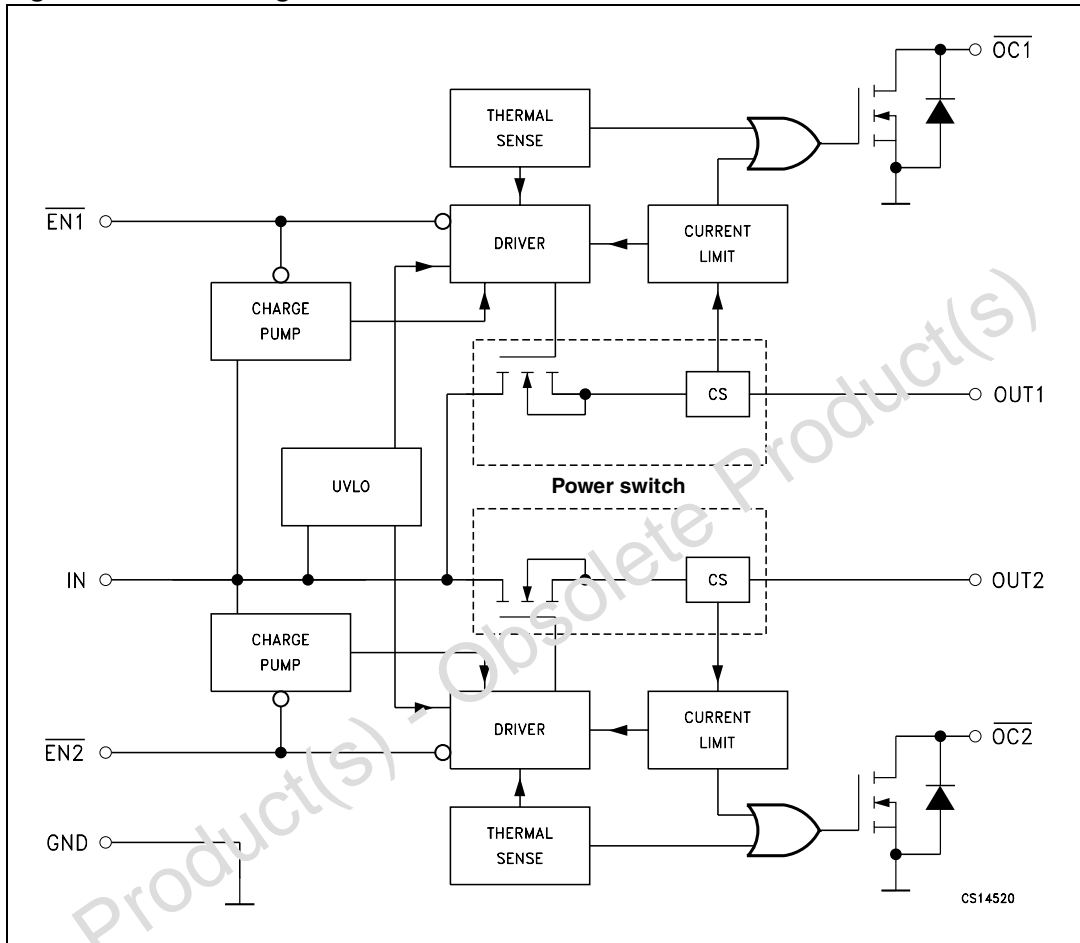 OC1
THERMAL
SENSE
EN1
DRIVER
CURRENT
LIMIT
CHARGE
PUMP
CS
OUT1
UVLO
Power switch
IN
CS
OUT2
CHARGE
PUMP
DRIVER
CURRENT
LIMIT
EN2
OC2
GND
THERMAL
SENSE
CS14520
Product(s) - Obsolete Product(s)